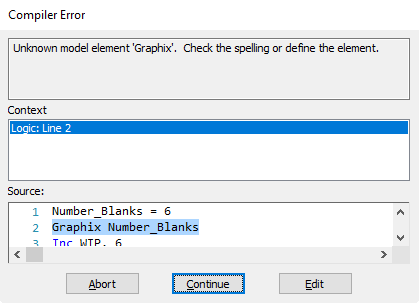 Compiler Error
Unknown model element 'Graphix'.  Check the spelling or define the element.
Context
Logic: Line 2
Source:
1 Number_Blanks = 6
2 Graphix Number_Blanks
3 Inc WIP, 6
Abort Continue Edit